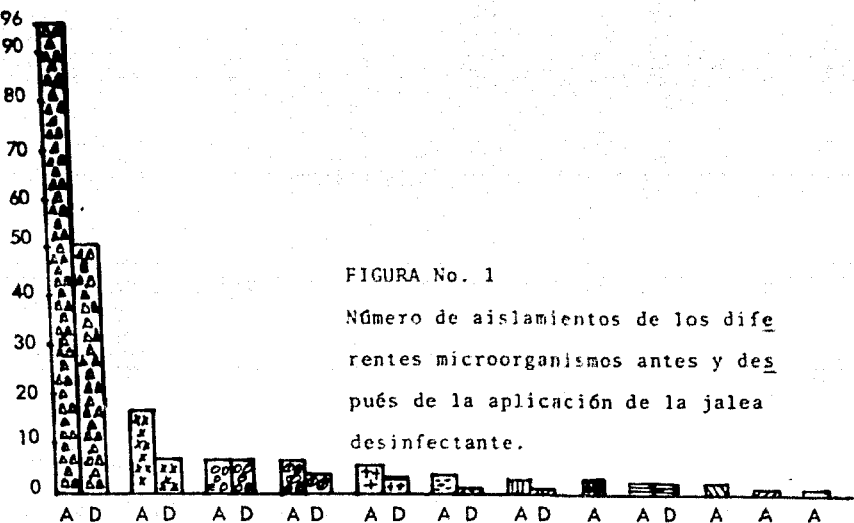 96
90
80
70
60
50
40
30
20
10
0
FIGURA No. 1
Número de aislamientos de los dife
rentes microorganismos antes y des
pués de la aplicación de la jalea
desinfectante.
A D A D A D A D A D A D A D A A D A A A